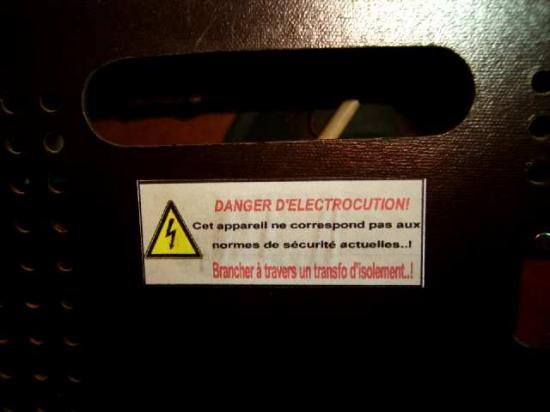 DANGER D'ELECTROCUTION!
Cet appareil ne correspond pas aux
normes de sécurité actuelles..!
Brancher à travers un transfo d'isolement..!